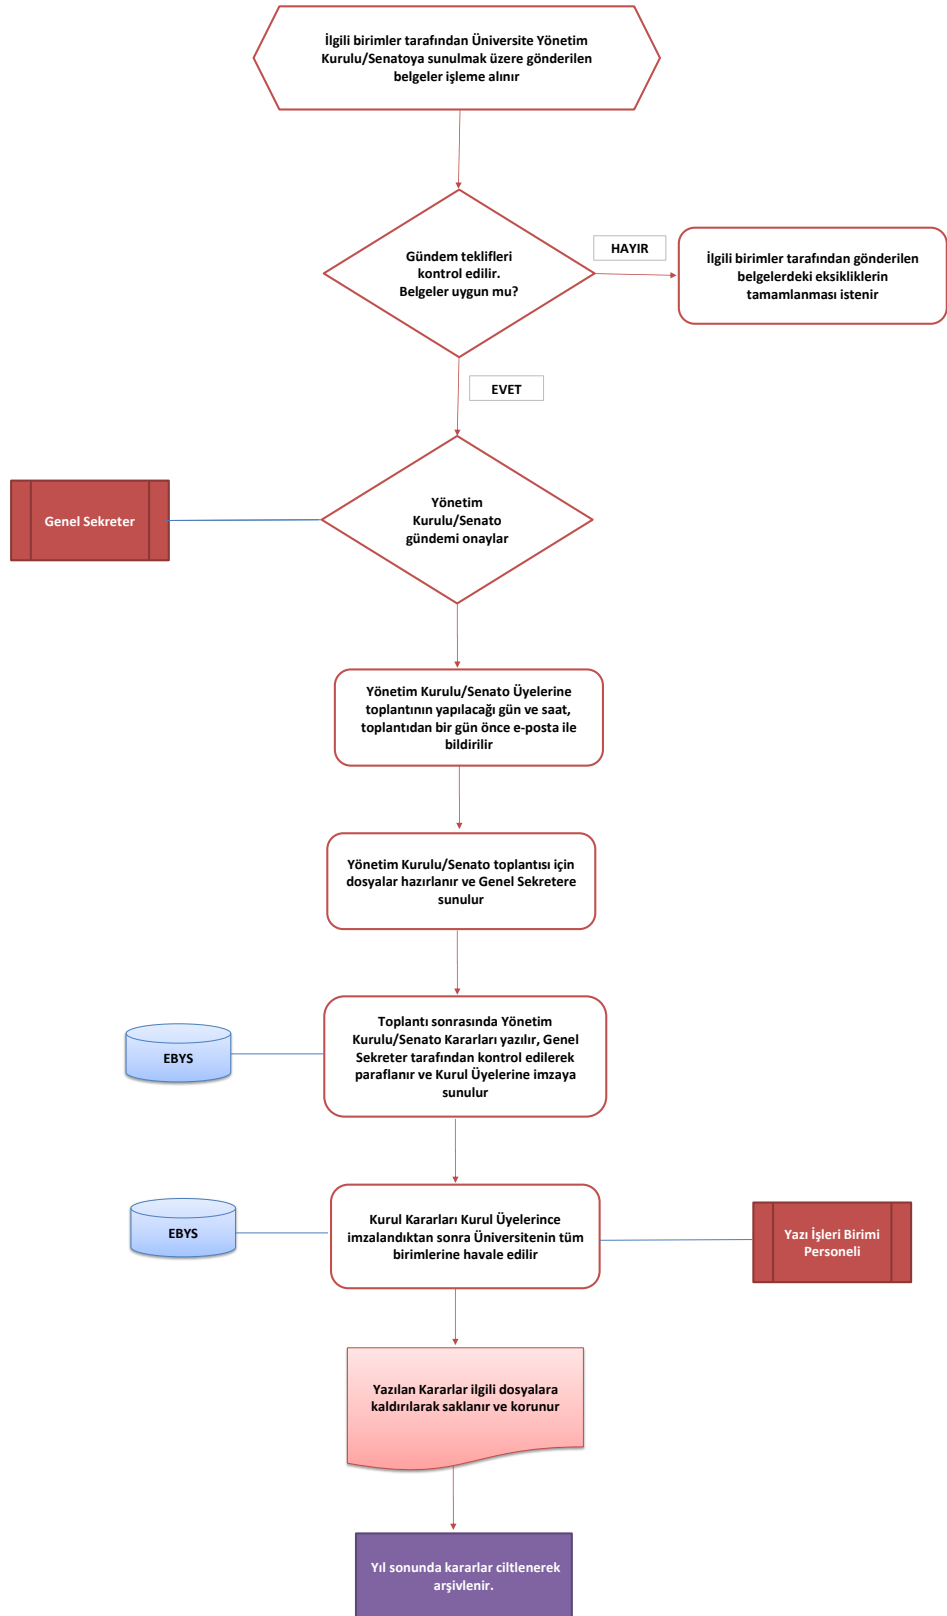 İlgili birimler tarafından Üniversite Yönetim
Kurulu/Senatoya sunulmak üzere gönderilen
belgeler işleme alınır
Gündem teklifleri
kontrol edilir.
Belgeler uygun mu?
HAYIR
İlgili birimler tarafından gönderilen
belgelerdeki eksikliklerin
tamamlanması istenir
EVET
Genel Sekreter
Yönetim
Kurulu/Senato
gündemi onaylar
Yönetim Kurulu/Senato Üyelerine
toplantının yapılacağı gün ve saat,
toplantıdan bir gün önce e-posta ile
bildirilir
Yönetim Kurulu/Senato toplantısı için
dosyalar hazırlanır ve Genel Sekretere
sunulur
EBYS
Toplantı sonrasında Yönetim
Kurulu/Senato Kararları yazılır, Genel
Sekreter tarafından kontrol edilerek
paraflanır ve Kurul Üyelerine imzaya
sunulur
EBYS
Kurul Kararları Kurul Üyelerince
imzalandıktan sonra Üniversitenin tüm
birimlerine havale edilir
Yazı İşleri Birimi
Personeli
Yazılan Kararlar ilgili dosyalara
kaldırılarak saklanır ve korunur
Yıl sonunda kararlar ciltlenerek
arşivlenir.